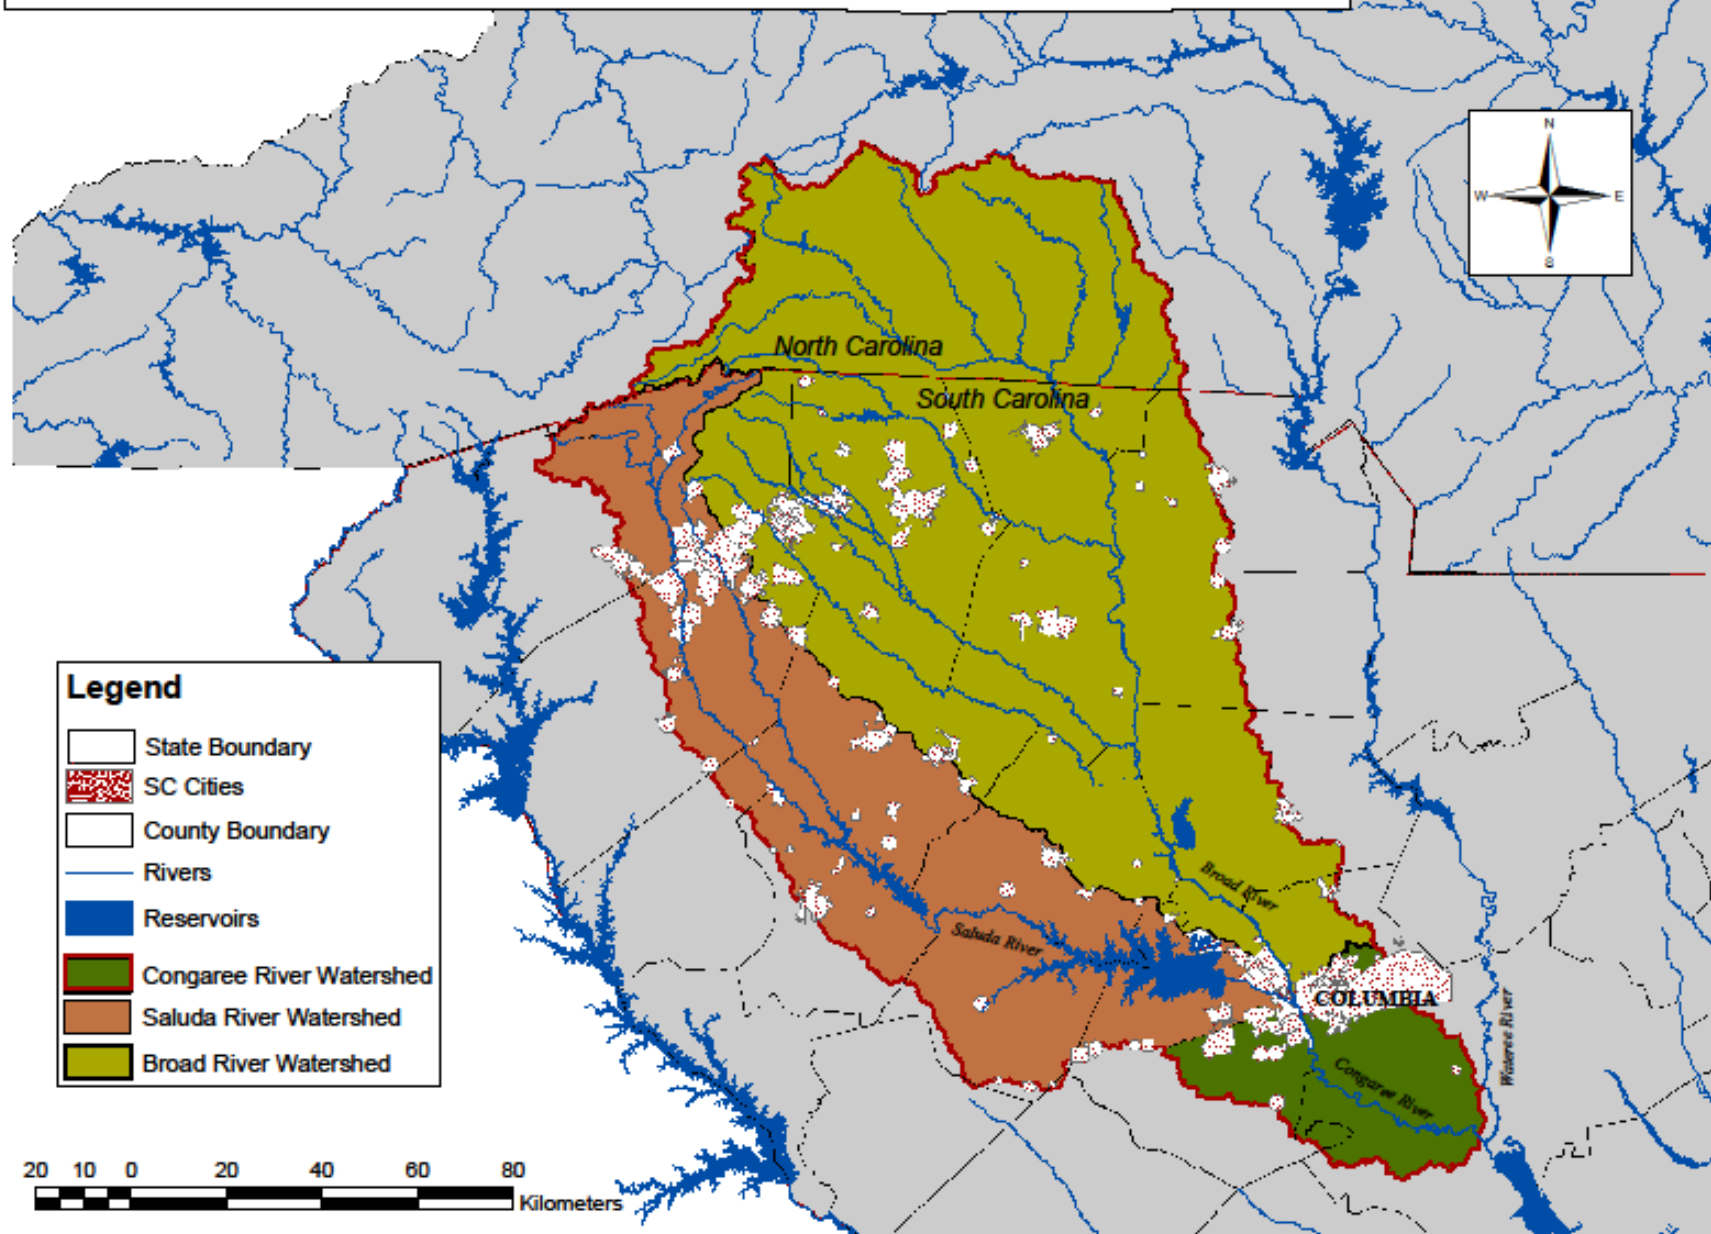 N
W
E
S
North Carolina
South Carolina
Legend
State Boundary
SC Cities
County Boundary
Rivers
Reservoirs
Congaree River Watershed
Saluda River Watershed
Broad River Watershed
Broad River
Saluda River
COLUMBIA
Wateree River
Congaree River
20 10 0 20 40 60 80
Kilometers